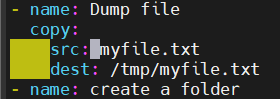 - name: Dump file
  copy:
    src: myfile.txt
    dest: /tmp/myfile.txt
- name: create a folder